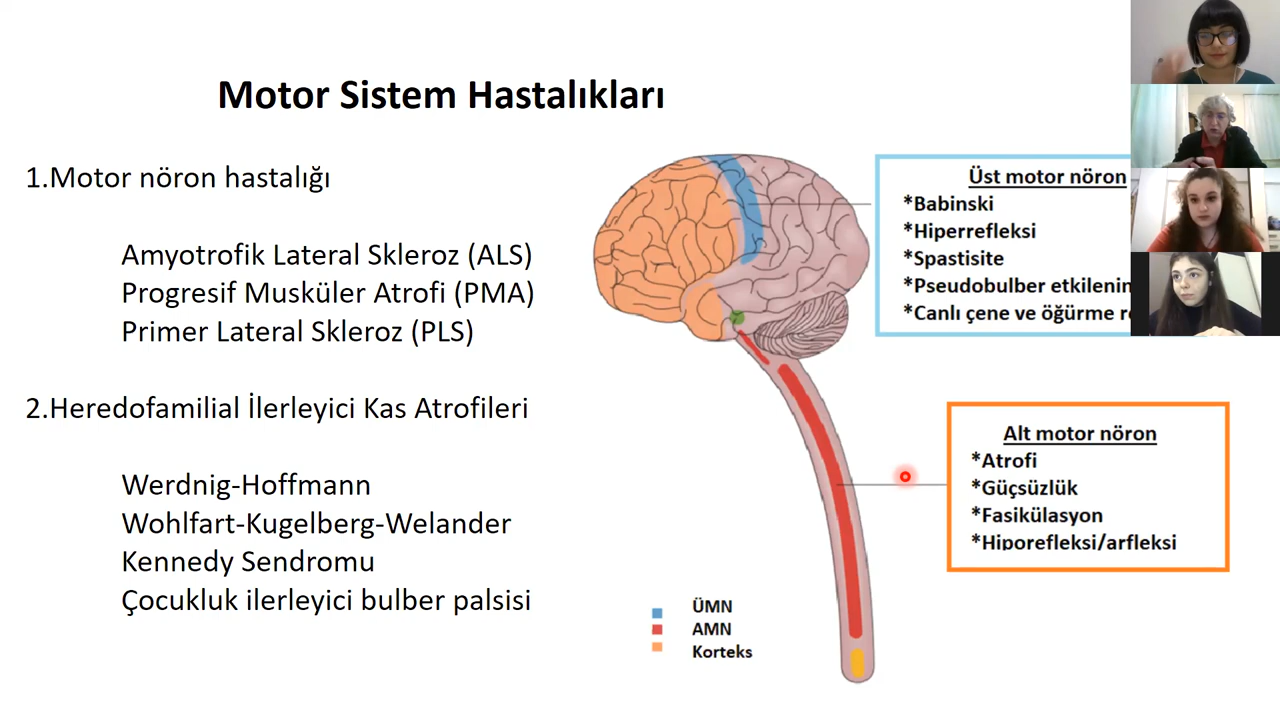 Motor Sistem Hastalıkları
1.Motor nöron hastalığı
Amyotrofik Lateral Skleroz (ALS)
Progresif Musküler Atrofi (PMA)
Primer Lateral Skleroz (PLS)
2.Heredofamilial İlerleyici Kas Atrofileri
Werdnig-Hoffmann
Wohlfart-Kugelberg-Welander
Kennedy Sendromu
Çocukluk ilerleyici bulber palsisi
Üst motor nöron
*Babinski
*Hiperrefleksi
*Spastisite
*Pseudobulber
*Canlı çene ve öğürme
Alt motor nöron
*Atrofi
*Güçsüzlük
*Fasikülasyon
*Hiporefleksi/arfleksi
ÜMN
AMN
Korteks